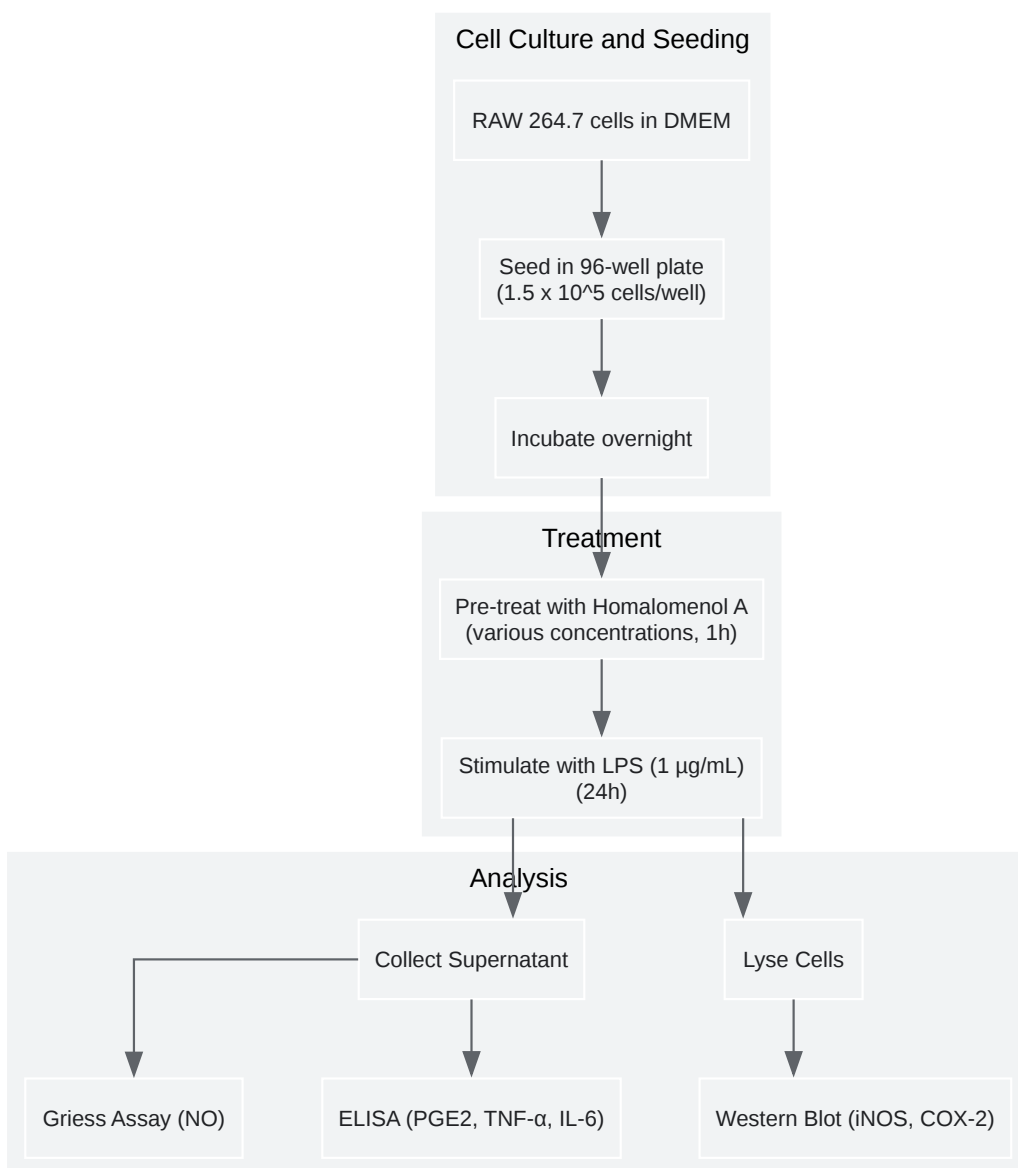 Cell Culture and Seeding
RAW 264.7 cells in DMEM
Seed in 96-well plate
(1.5 x 10^5 cells/well)
Incubate overnight
Treatment
Pre-treat with Homalomenol A
(various concentrations, 1h)
Stimulate with LPS (1 µg/mL)
(24h)
Analysis
Collect Supernatant
Lyse Cells
Griess Assay (NO)
ELISA (PGE2, TNF-α, IL-6)
Western Blot (iNOS, COX-2)